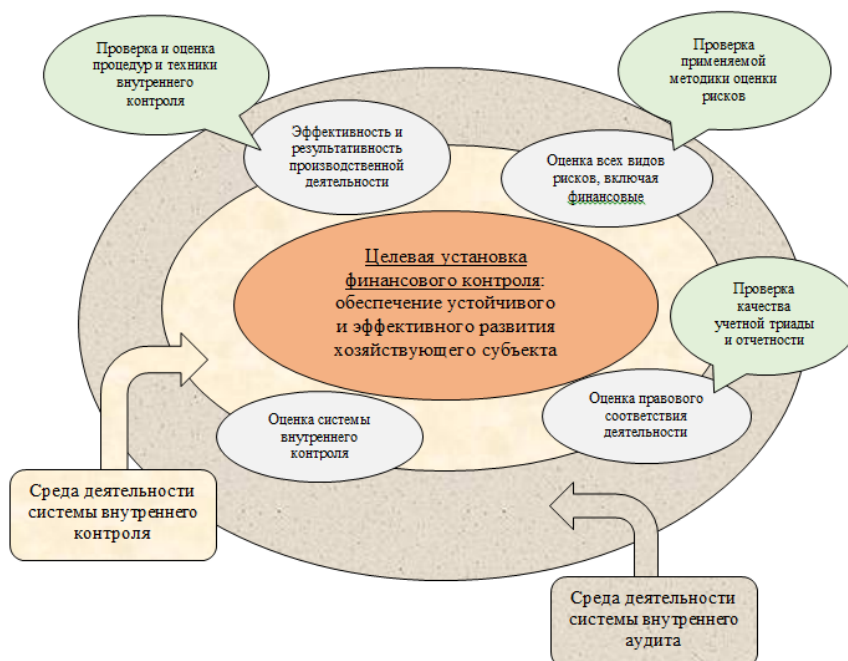 Проверка и оценка
процедур и техники
внутреннего
контроля
Проверка
применяемой
методики оценки
рисков
Эффективность и
результативность
производственной
деятельности
Оценка всех видов
рисков, включая
финансовые
Целевая установка
финансового контроля:
обеспечение устойчивого
и эффективного развития
хозяйствующего субъекта
Проверка
качества
учетной триады
и отчетности
Оценка системы
внутреннего
контроля
Оценка правового
соответствия
деятельности
Среда деятельности
системы внутреннего
контроля
Среда деятельности
системы внутреннего
аудита